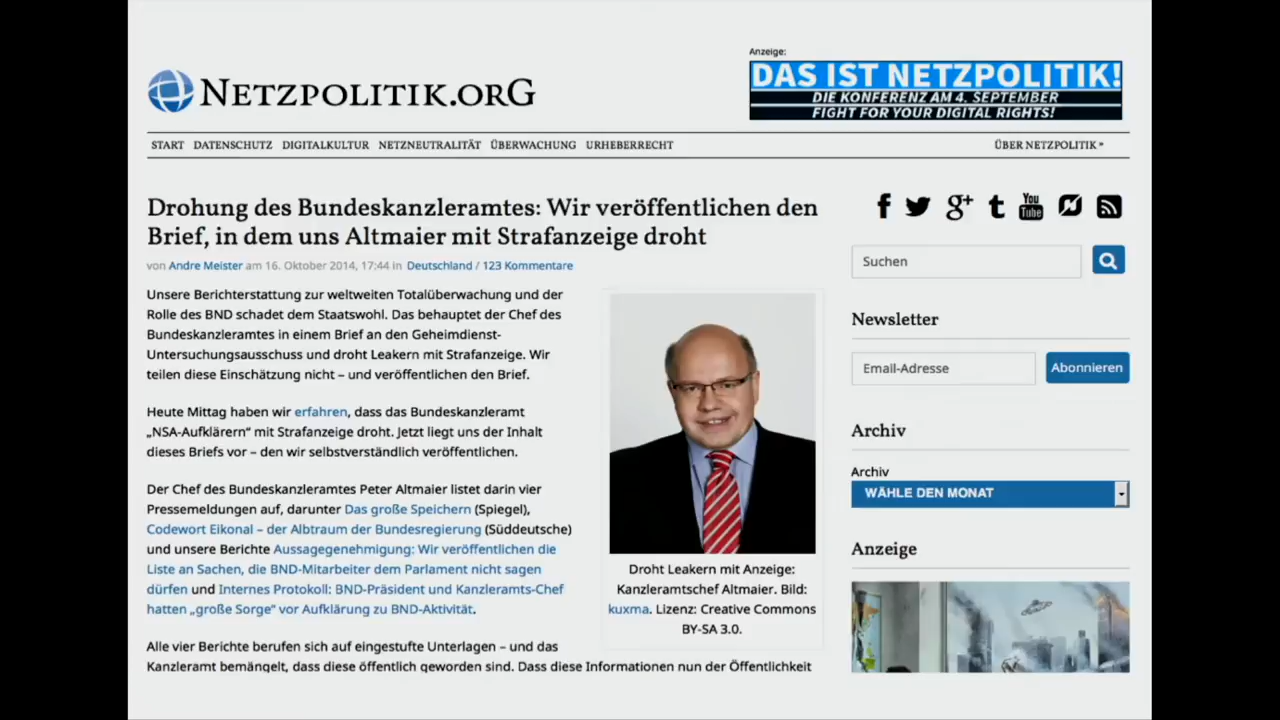 Anzeige:
NETZPOLITIK.ORG
DAS IST NETZPOLITIK!
DIE KONFERENZ AM 4. SEPTEMBER
FIGHT FOR YOUR DIGITAL RIGHTS!
START DATENSCHUTZ DIGITALKULTUR NETZNEUTRALITÄT ÜBERWACHUNG URHEBERRECHT ÜBER NETZPOLITIK
Drohung des Bundeskanzleramtes: Wir veröffentlichen den
Brief, in dem uns Altmaier mit Strafanzeige droht
von Andre Meister am 16. Oktober 2014, 17:44 in Deutschland / 123 Kommentare
Unsere Berichterstattung zur weltweiten Totalüberwachung und der
Rolle des BND schadet dem Staatswohl. Das behauptet der Chef des
Bundeskanzleramtes in einem Brief an den Geheimdienst-
Untersuchungsausschuss und droht Leakern mit Strafanzeige. Wir
teilen diese Einschätzung nicht – und veröffentlichen den Brief.
Heute Mittag haben wir erfahren, dass das Bundeskanzleramt
„NSA-Aufklärern“ mit Strafanzeige droht. Jetzt liegt uns der Inhalt
dieses Briefs vor – den wir selbstverständlich veröffentlichen.
Der Chef des Bundeskanzleramtes Peter Altmaier listet darin vier
Pressemeldungen auf, darunter Das große Speichern (Spiegel),
Codewort Eikonal – der Albtraum der Bundesregierung (Süddeutsche)
und unsere Berichte Aussagegenehmigung: Wir veröffentlichen die
Liste an Sachen, die BND-Mitarbeiter dem Parlament nicht sagen
dürfen und Internes Protokoll: BND-Präsident und Kanzleramts-Chef
hatten „große Sorge“ vor Aufklärung zu BND-Aktivität.
Alle vier Berichte berufen sich auf eingestufte Unterlagen – und das
Kanzleramt bemängelt, dass diese öffentlich geworden sind. Dass diese Informationen nun der Öffentlichkeit
Droht Leakern mit Anzeige:
Kanzleramtschef Altmaier. Bild:
kuxma. Lizenz: Creative Commons
BY-SA 3.0.
You
Tube
Suchen
Newsletter
Email-Adresse
Abonnieren
Archiv
Archiv
WÄHLE DEN MONAT
Anzeige